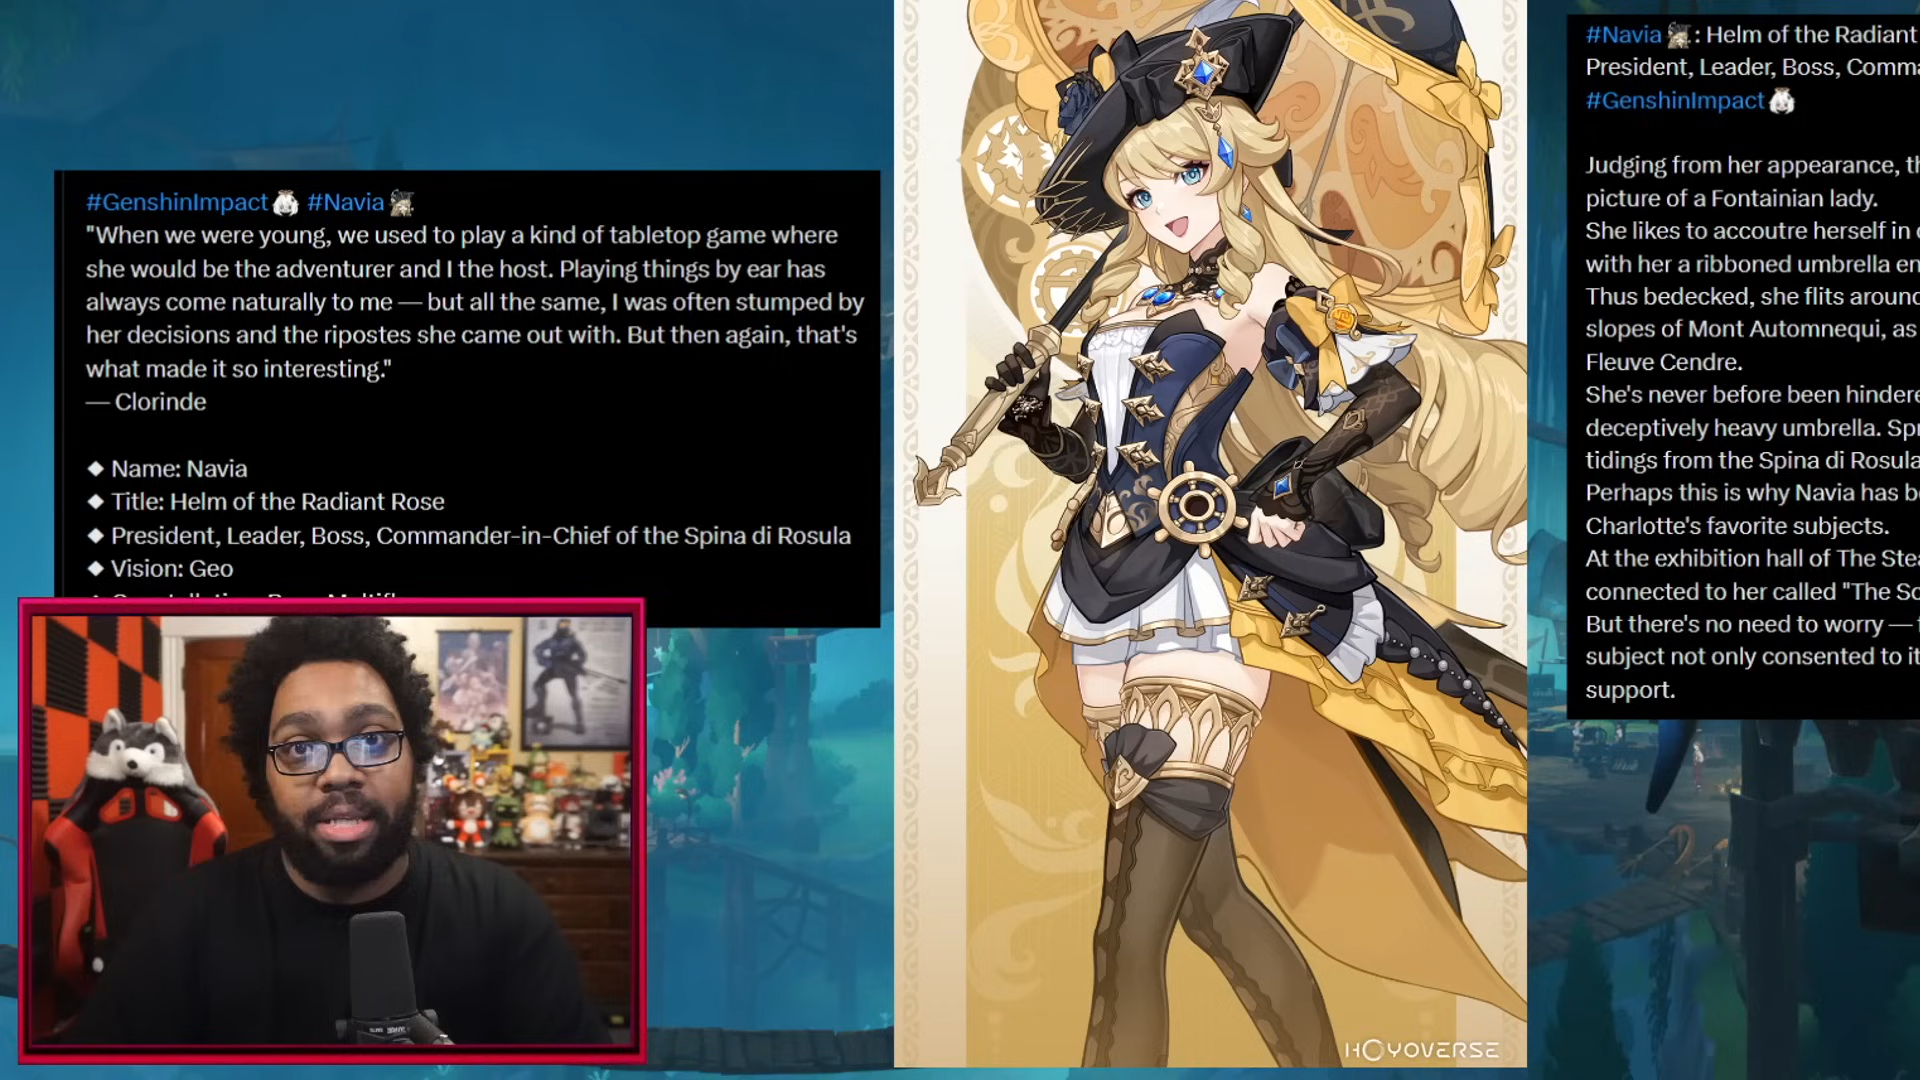 #GenshinImpact #Navia
"When we were young, we used to play a kind of tabletop game where
she would be the adventurer and I the host. Playing things by ear has
always come naturally to me — but all the same, I was often stumped by
her decisions and the ripostes she came out with. But then again, that's
what made it so interesting."
— Clorinde
◆ Name: Navia
◆ Title: Helm of the Radiant Rose
◆ President, Leader, Boss, Commander-in-Chief of the Spina di Rosula
◆ Vision: Geo
#Navia : Helm of the Radiant
President, Leader, Boss, Comma
#GenshinImpact
Judging from her appearance, th
picture of a Fontainian lady.
She likes to accoutre herself in
with her a ribboned umbrella en
Thus bedecked, she flits around
slopes of Mont Automnequi, as
Fleuve Cendre.
She's never before been hindere
deceptively heavy umbrella. Spr
tidings from the Spina di Rosula
Perhaps this is why Navia has b
Charlotte's favorite subjects.
At the exhibition hall of The Stea
connected to her called "The So
But there's no need to worry — f
subject not only consented to it
support.
HOYOVERSE